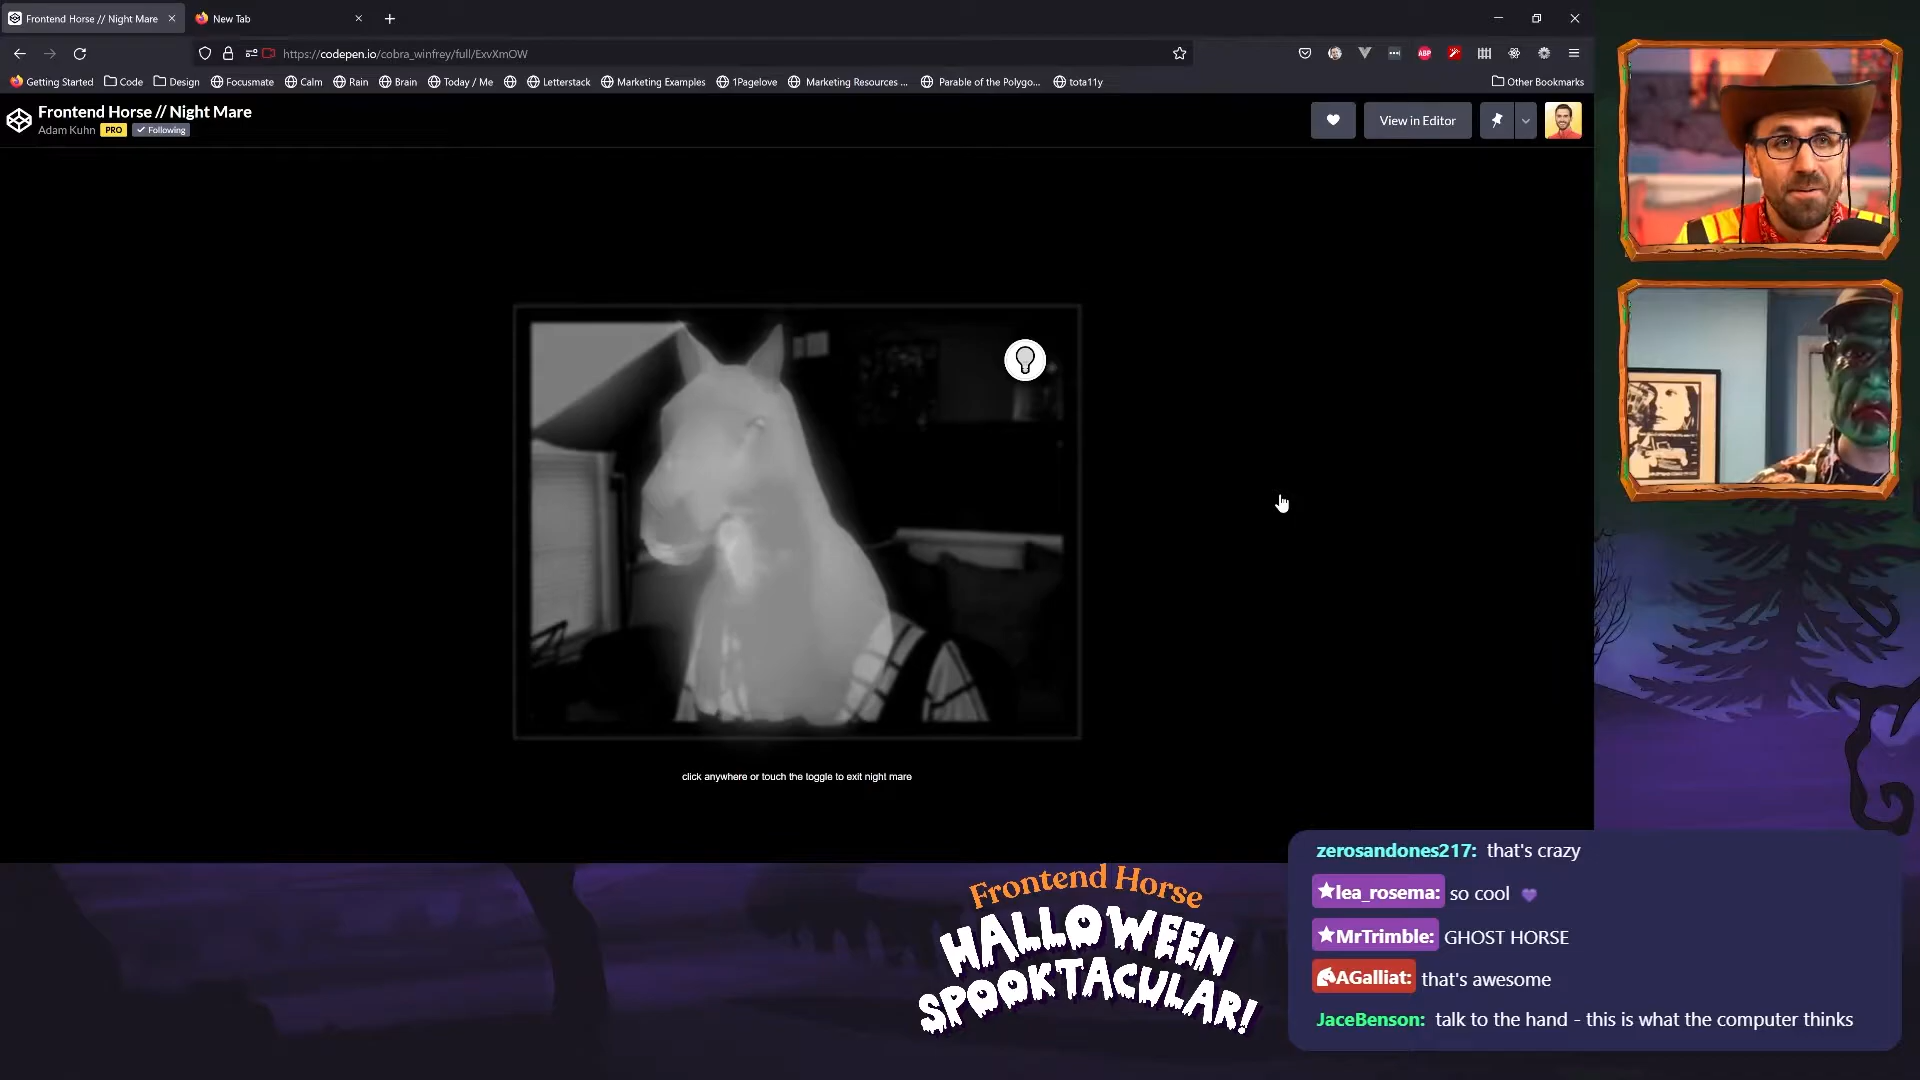 Frontend Horse // Night Mare
New Tab
https://codepen.io/cobra_winfrey/full/ExvXmOW
Getting Started
Code
Design
Focusmate
Calm
Rain
Brain
Today / Me
Letterstack
Marketing Examples
1Pagelove
Marketing Resources ...
Parable of the Polygo...
tota11y
Other Bookmarks
ABP
Frontend Horse // Night Mare
Adam Kuhn PRO ✓ Following
View in Editor
click anywhere or touch the toggle to exit night mare
Frontend Horse
HALLOWEEN
SPOOKTACULAR!
zerosandones217: that's crazy
lea_rosema: so cool 💜
MrTrimble: GHOST HORSE
AGalliat: that's awesome
JaceBenson: talk to the hand - this is what the computer thinks